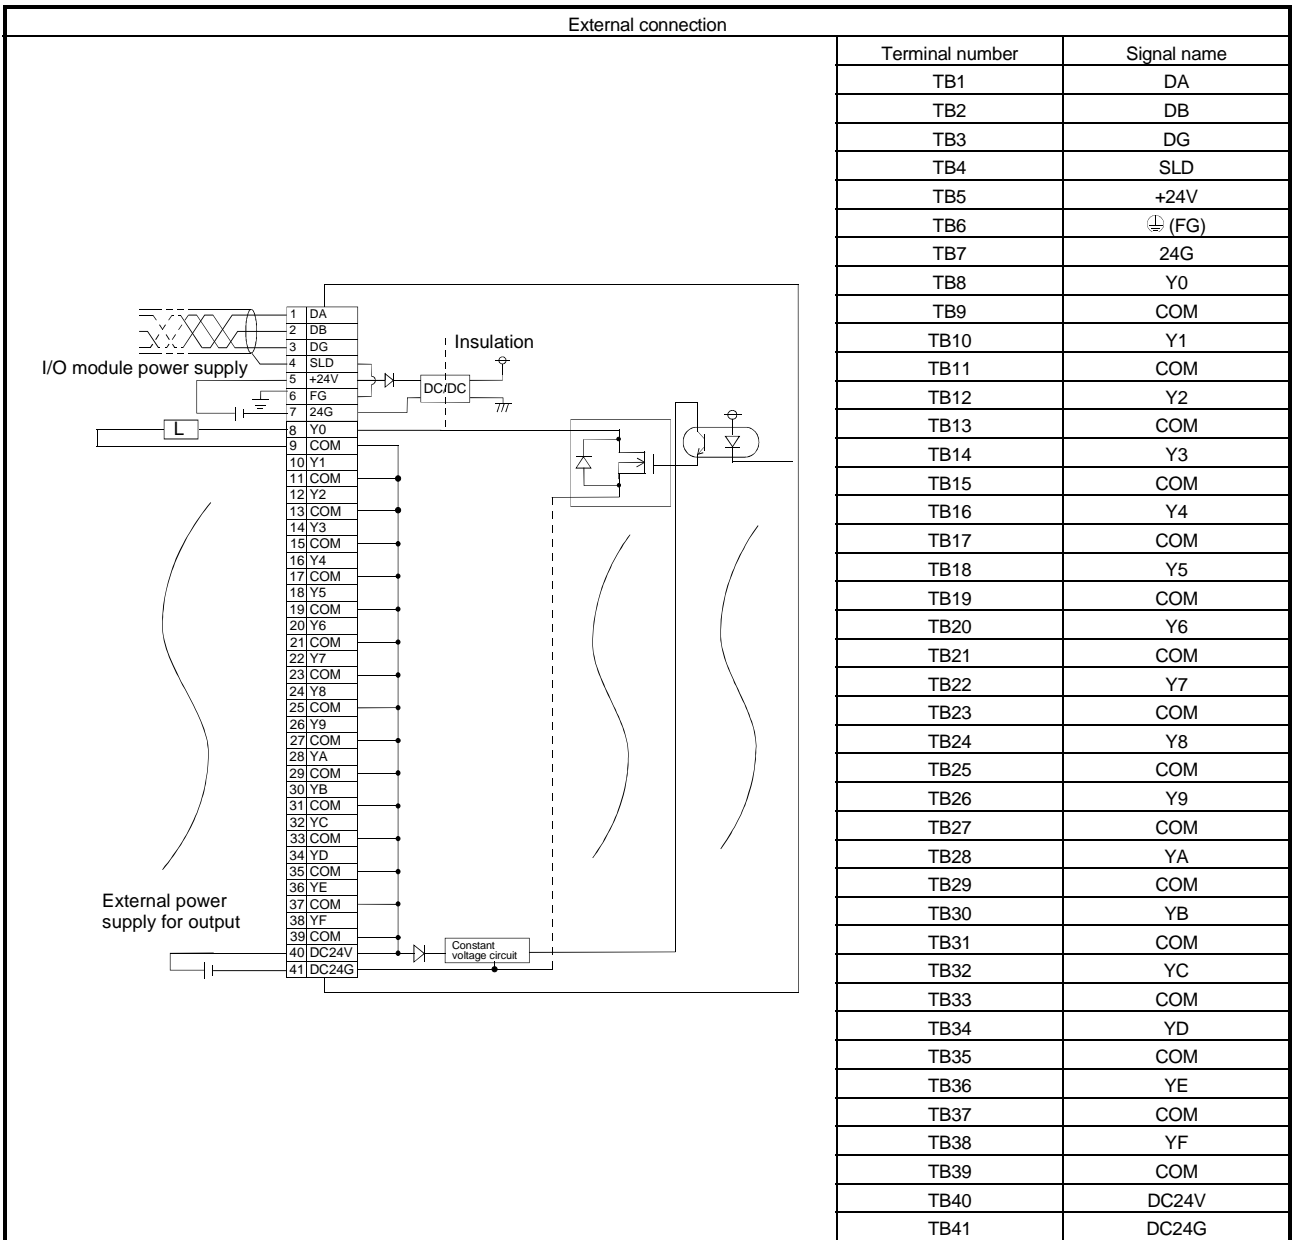 External connection
I/O module power supply
L
External power
supply for output
1 DA
2 DB
3 DG
4 SLD
5 +24V
6 FG
7 24G
8 Y0
9 COM
10 Y1
11 COM
12 Y2
13 COM
14 Y3
15 COM
16 Y4
17 COM
18 Y5
19 COM
20 Y6
21 COM
22 Y7
23 COM
24 Y8
25 COM
26 Y9
27 COM
28 YA
29 COM
30 YB
31 COM
32 YC
33 COM
34 YD
35 COM
36 YE
37 COM
38 YF
39 COM
40 DC24V
41 DC24G
Insulation
DC/DC
Constant
voltage circuit
Terminal number Signal name
TB1 DA
TB2 DB
TB3 DG
TB4 SLD
TB5 +24V
TB6 (FG)
TB7 24G
TB8 Y0
TB9 COM
TB10 Y1
TB11 COM
TB12 Y2
TB13 COM
TB14 Y3
TB15 COM
TB16 Y4
TB17 COM
TB18 Y5
TB19 COM
TB20 Y6
TB21 COM
TB22 Y7
TB23 COM
TB24 Y8
TB25 COM
TB26 Y9
TB27 COM
TB28 YA
TB29 COM
TB30 YB
TB31 COM
TB32 YC
TB33 COM
TB34 YD
TB35 COM
TB36 YE
TB37 COM
TB38 YF
TB39 COM
TB40 DC24V
TB41 DC24G